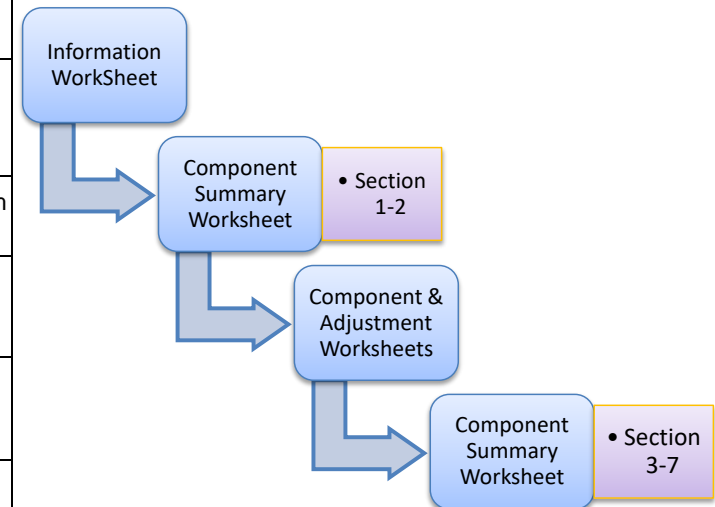 Information
WorkSheet
n
Component
Summary
Worksheet
• Section
1-2
Component &
Adjustment
Worksheets
Component
Summary
Worksheet
• Section
3-7